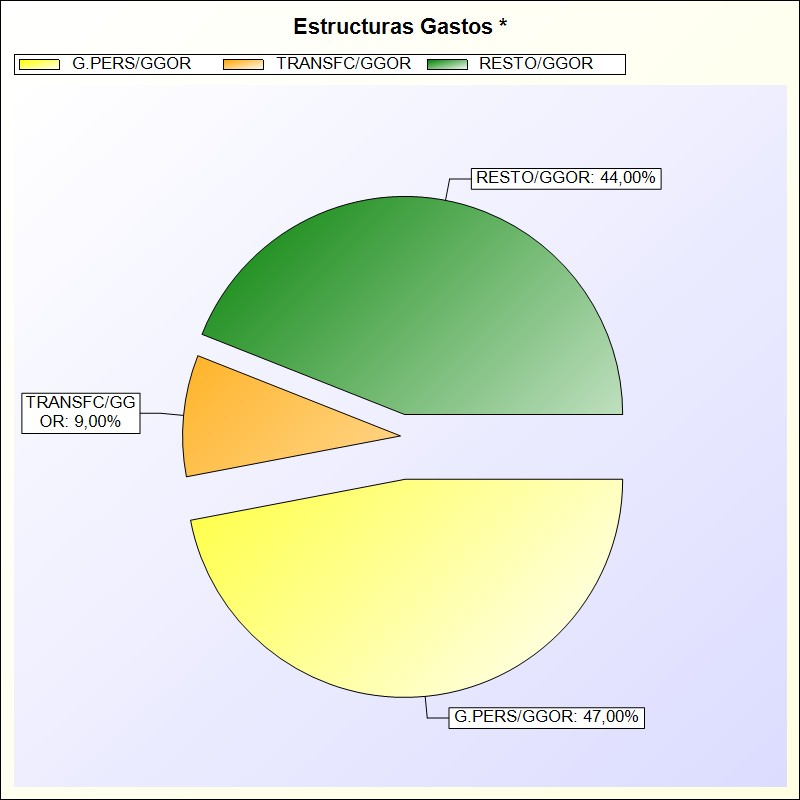 Estructuras Gastos *
G.PERS/GGOR TRANSFC/GGOR RESTO/GGOR
RESTO/GGOR: 44,00%
TRANSFC/GG
OR: 9,00%
G.PERS/GGOR: 47,00%